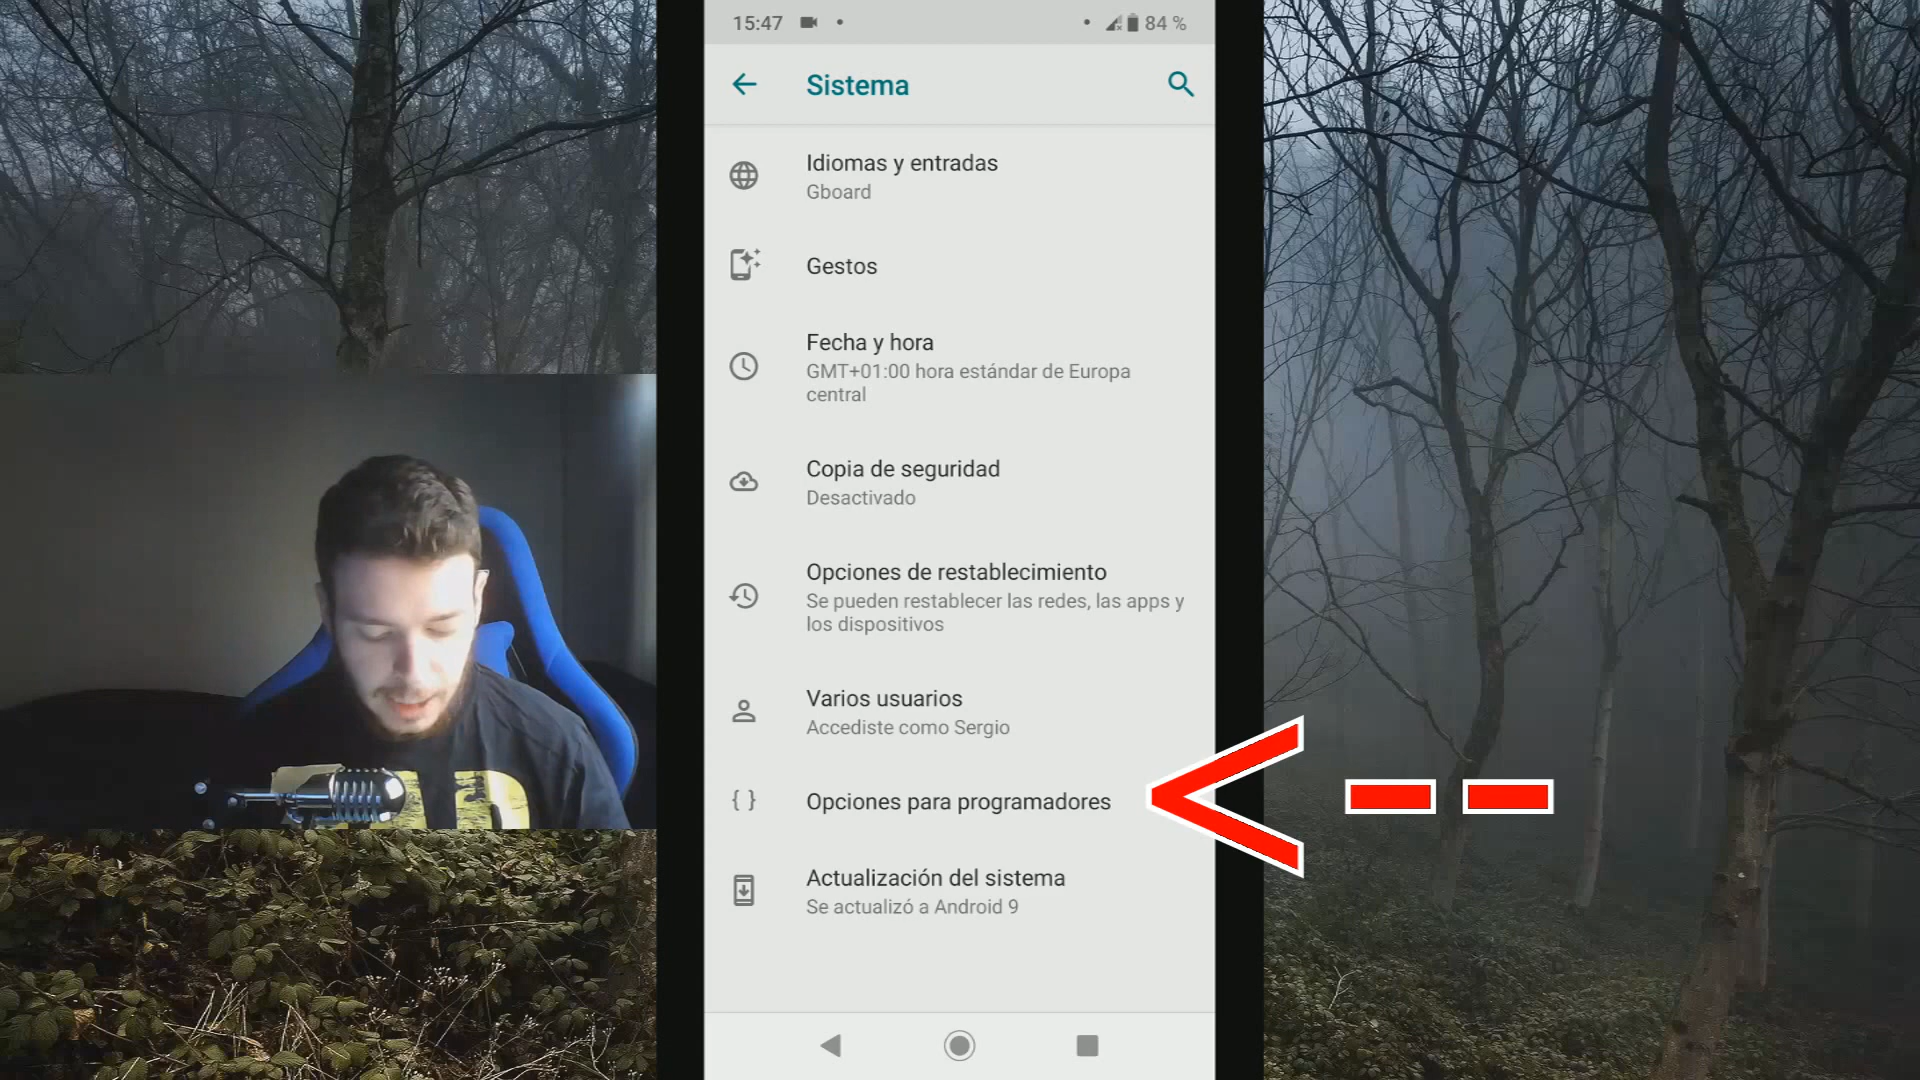 15:47
84 %
Sistema
Idiomas y entradas
Gboard
Gestos
Fecha y hora
GMT+01:00 hora estándar de Europa
central
Copia de seguridad
Desactivado
Opciones de restablecimiento
Se pueden restablecer las redes, las apps y
los dispositivos
Varios usuarios
Accediste como Sergio
{ } Opciones para programadores
Actualización del sistema
Se actualizó a Android 9